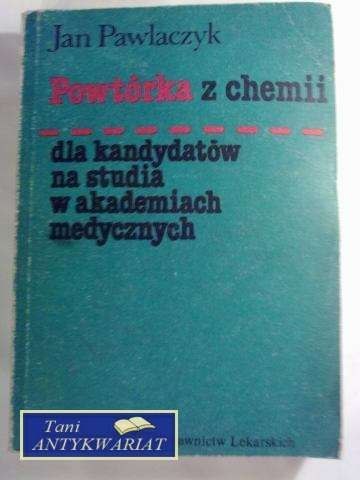 Jan Pawlaczyk
Powtórka z chemii
dla kandydatów
na studia
w akademiach
medycznych
Tani
ANTYKWARIAT
Lekarskich